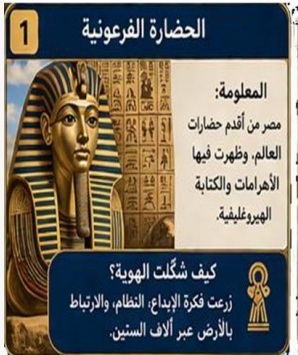 1
الحضارة الفرعونية
المعلومة:
مصر من أقدم حضارات
العالم، وظهرت فيها
الأهرامات والكتابة
الهيروغليفية.
كيف شكّلت الهوية؟
زرعت فكرة الإبداع، النظام، والارتباط
بالأرض عبر آلاف السنين.